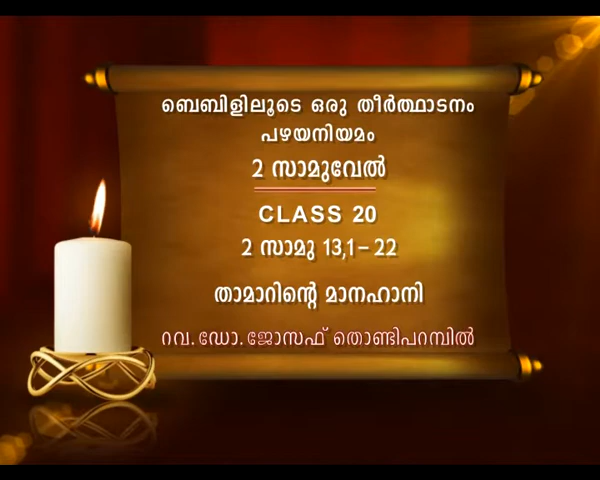 ബൈബിളിലൂടെ ഒരു തീർത്ഥാടനം
പഴയനിയമം
2 സാമുവേൽ
CLASS 20
2 സാമു 13,1 – 22
താമാറിന്റെ മാനഹാനി
റവ. ഡോ. ജോസഫ് തൊണ്ടിപറമ്പിൽ